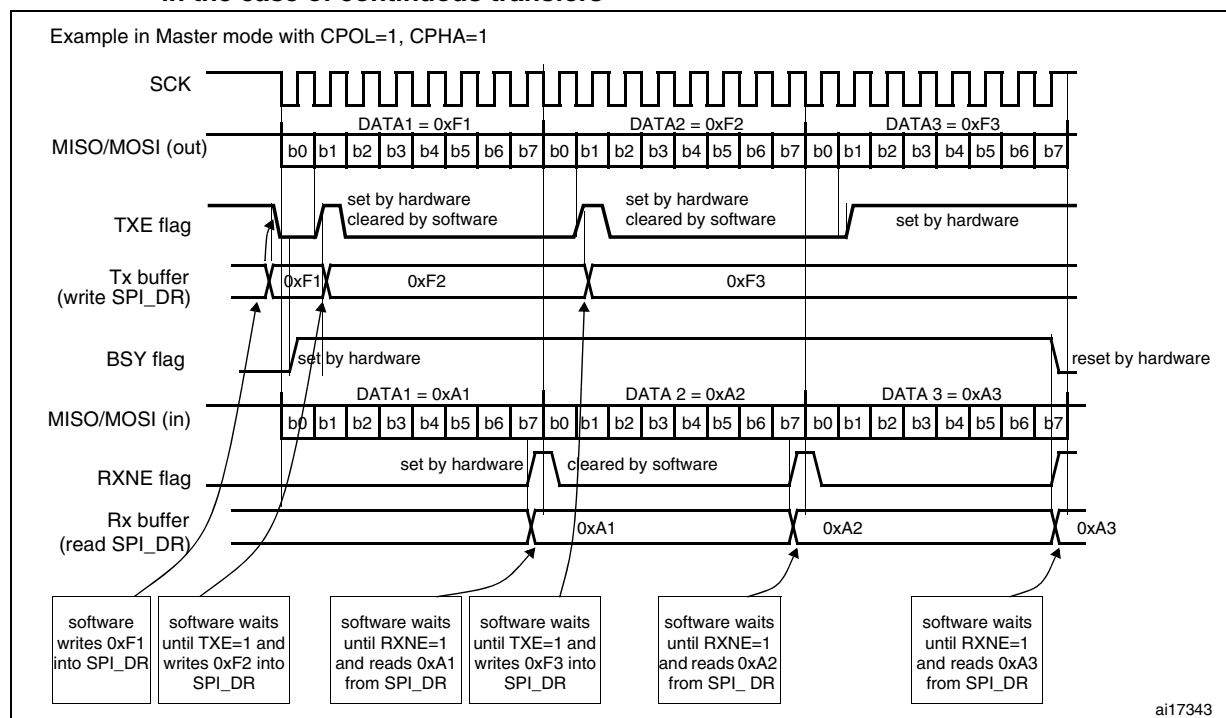 in the case of continuous transfers
Example in Master mode with CPOL=1, CPHA=1
SCK
DATA1 = 0xF1
DATA2 = 0xF2
DATA3 = 0xF3
MISO/MOSI (out)
b0 b1 b2 b3 b4 b5 b6 b7 b0 b1 b2 b3 b4 b5 b6 b7 b0 b1 b2 b3 b4 b5 b6 b7
TXE flag
set by hardware
cleared by software
set by hardware
cleared by software
set by hardware
Tx buffer
(write SPI_DR)
0xF1
0xF2
0xF3
BSY flag
set by hardware
reset by hardware
DATA1 = 0xA1
DATA 2 = 0xA2
DATA 3 = 0xA3
MISO/MOSI (in)
b0 b1 b2 b3 b4 b5 b6 b7 b0 b1 b2 b3 b4 b5 b6 b7 b0 b1 b2 b3 b4 b5 b6 b7
RXNE flag
set by hardware
cleared by software
Rx buffer
(read SPI_DR)
0xA1
0xA2
0xA3
software
writes 0xF1
into SPI_DR
software waits
until TXE=1 and
writes 0xF2 into
SPI_DR
software waits
until RXNE=1
and reads 0xA1
from SPI_DR
software waits
until TXE=1 and
writes 0xF3 into
SPI_DR
software waits
until RXNE=1
and reads 0xA2
from SPI_ DR
software waits
until RXNE=1
and reads 0xA3
from SPI_DR
ai17343